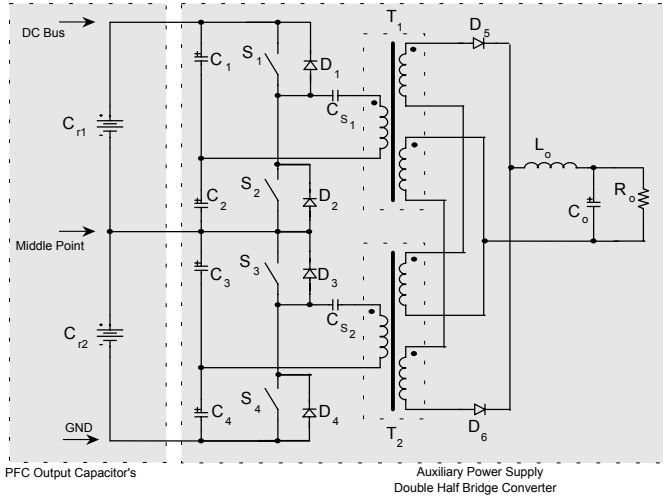 DC Bus
T1
D5
C1
S1
D1
CS1
Cr1
Lo
Ro
Co
C2
S2
D2
Middle Point
C3
S3
D3
CS2
Cr2
C4
S4
D4
GND
T2
D6
PFC Output Capacitor's
Auxiliary Power Supply
Double Half Bridge Converter